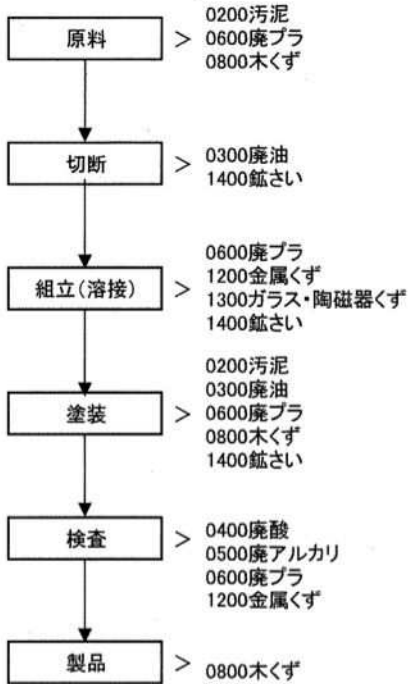 原料
>
0200汚泥
0600廃プラ
0800木くず
切断
>
0300廃油
1400鉱さい
組立(溶接)
>
0600廃プラ
1200金属くず
1300ガラス・陶磁器くず
1400鉱さい
塗装
>
0200汚泥
0300廃油
0600廃プラ
0800木くず
1400鉱さい
検査
>
0400廃酸
0500廃アルカリ
0600廃プラ
1200金属くず
製品
>
0800木くず